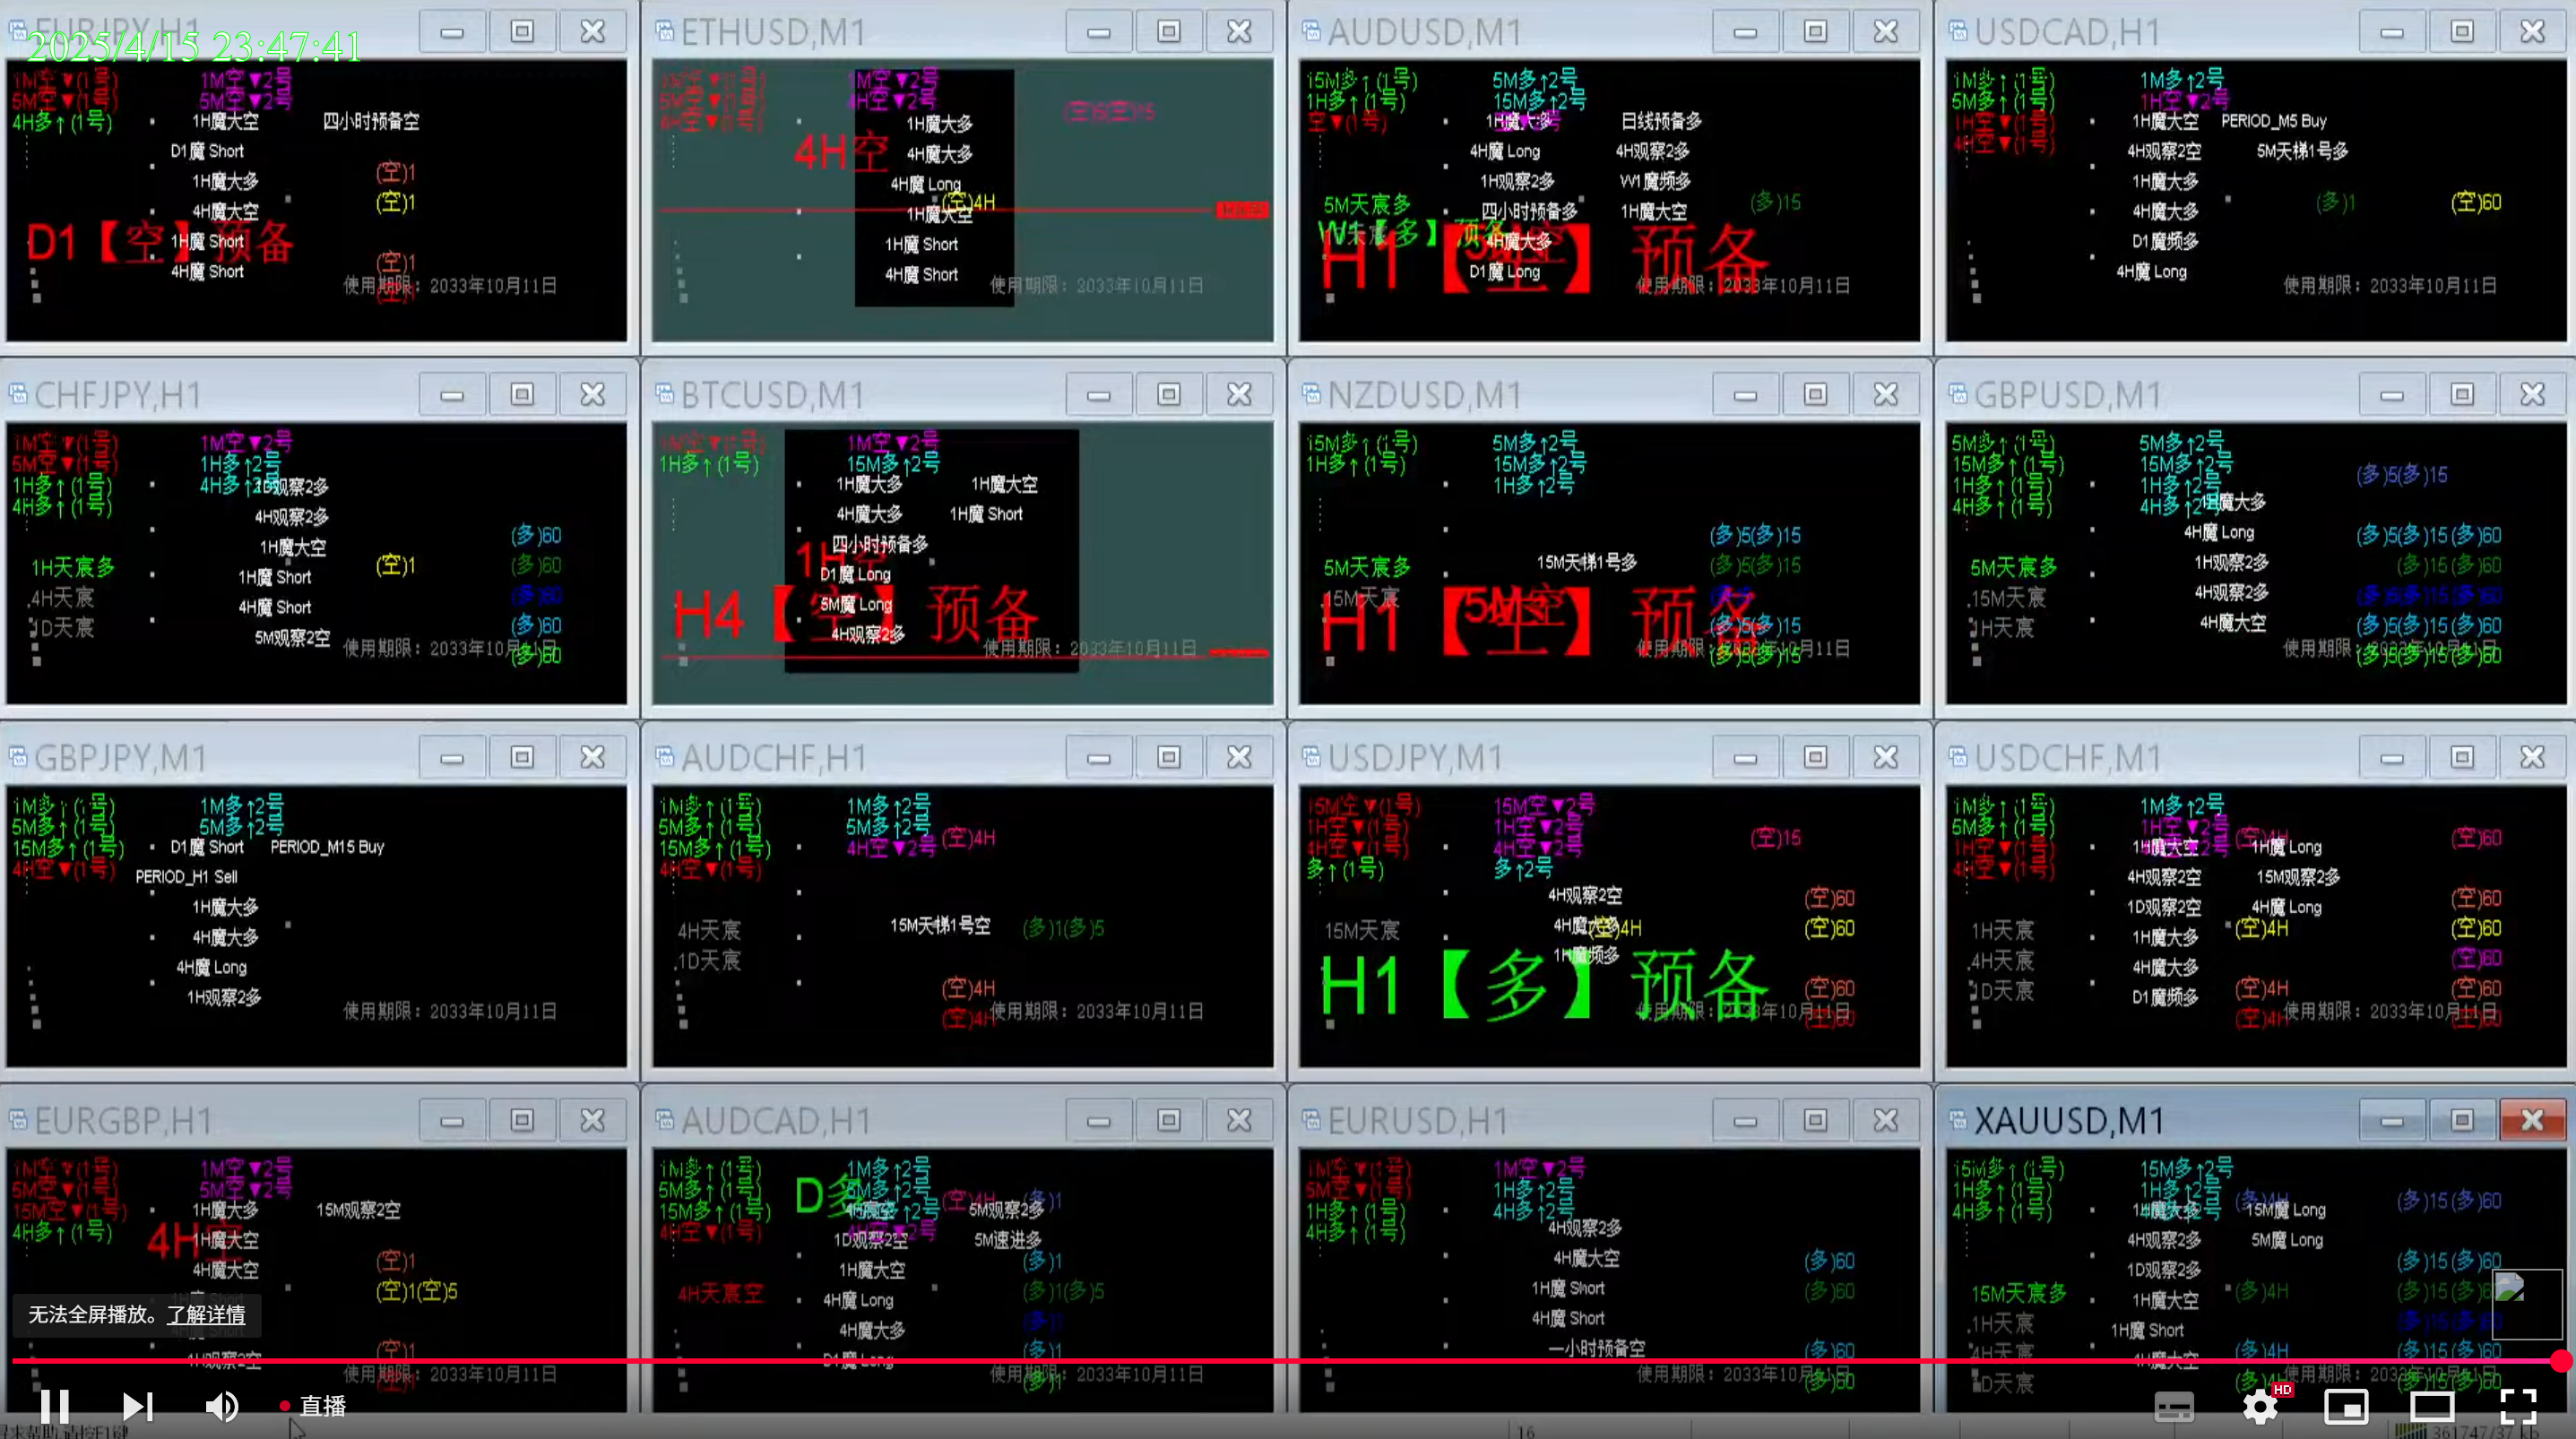 EURJPY,H1
2025/4/15 23:47:41
1M空▼(1号)
1M空▼2号
5M空▼(1号)
5M空▼2号
4H多↑(1号)
1H魔大空
四小时预备空
D1魔 Short
(空)1
1H魔大多
(空)1
4H魔大空
D1【空】预备
1H魔 Short
(空)1
4H魔 Short
使用期限：2033年10月11日
ETHUSD,M1
1M空▼2号
4H空▼2号
(空)5(空)15
1H魔大多
4H空
4H魔大多
4H魔 Long
(空)4H
1H魔大空
1H魔 Short
4H魔 Short
使用期限：2033年10月11日
AUDUSD,M1
15M多↑(1号)
5M多↑2号
1H多↑(1号)
15M多↑2号
空▼(1号)
1H魔大多
日线预备多
4H魔 Long
4H观察2多
1H观察2多
W1魔频多
5M天宸多
(多)15
四小时预备多
1H魔大空
W1【多】预备
4H魔大多
H1【空】预备
D1魔 Long
使用期限：2033年10月11日
USDCAD,H1
1M多↑(1号)
1M多↑2号
5M多↑(1号)
1H空▼2号
1H空▼(1号)
1H魔大空
PERIOD_M5 Buy
4H空▼(1号)
4H观察2空
5M天梯1号多
1H魔大多
(多)1
(空)60
4H魔大多
D1魔频多
4H魔 Long
使用期限：2033年10月11日
CHFJPY,H1
1M空▼(1号)
1M空▼2号
5M空▼(1号)
1H多↑2号
1H多↑(1号)
4H多↑2号
1D观察2多
4H多↑(1号)
4H观察2多
(多)60
1H魔大空
1H天宸多
(空)1
(多)60
1H魔 Short
4H天宸
(多)60
4H魔 Short
1D天宸
(多)60
5M观察2空
使用期限：2033年10月11日
(多)60
BTCUSD,M1
1M空▼(1号)
1M空▼2号
1H多↑(1号)
15M多↑2号
1H魔大多
1H魔大空
4H魔大多
1H魔 Short
四小时预备多
1H空
D1魔 Long
5M魔 Long
H4【空】预备
4H观察2多
使用期限：2033年10月11日
NZDUSD,M1
15M多↑(1号)
5M多↑2号
1H多↑(1号)
15M多↑2号
1H多↑2号
(多)5(多)15
5M天宸多
15M天梯1号多
(多)5(多)15
15M天宸
5M空
H1【空】预备
(多)5(多)15
使用期限：2033年10月11日
(多)5(多)15
GBPUSD,M1
5M多↑(1号)
5M多↑2号
15M多↑(1号)
15M多↑2号
(多)5(多)15
1H多↑(1号)
1H多↑2号
4H多↑(1号)
4H多↑2号
1H魔大多
4H魔 Long
(多)5(多)15(多)60
5M天宸多
1H观察2多
(多)15(多)60
15M天宸
4H观察2多
(多)5(多)15(多)60
1H天宸
4H魔大空
(多)5(多)15(多)60
使用期限：2033年10月11日
(多)5(多)15(多)60
GBPJPY,M1
1M多↑(1号)
1M多↑2号
5M多↑(1号)
5M多↑2号
15M多↑(1号)
D1魔 Short
PERIOD_M15 Buy
4H空▼(1号)
PERIOD_H1 Sell
1H魔大多
4H魔大多
4H魔 Long
1H观察2多
使用期限：2033年10月11日
AUDCHF,H1
1M多↑(1号)
1M多↑2号
5M多↑(1号)
5M多↑2号
15M多↑(1号)
4H空▼2号
(空)4H
4H空▼(1号)
4H天宸
15M天梯1号空
(多)1(多)5
1D天宸
(空)4H
(空)4H
使用期限：2033年10月11日
USDJPY,M1
15M空▼(1号)
15M空▼2号
1H空▼(1号)
1H空▼2号
(空)15
4H空▼(1号)
4H空▼2号
多↑(1号)
多↑2号
4H观察2空
(空)60
15M天宸
4H魔大多
(空)4H
(空)60
1H魔频多
H1【多】预备
(空)60
使用期限：2033年10月11日
(空)60
USDCHF,M1
1M多↑(1号)
1M多↑2号
5M多↑(1号)
1H空▼2号
(空)4H
(空)60
1H空▼(1号)
1H魔大空
1H魔 Long
4H空▼(1号)
4H观察2空
15M观察2多
1D观察2空
4H魔 Long
(空)60
1H天宸
1H魔大多
(空)4H
(空)60
4H天宸
4H魔大多
(空)60
1D天宸
D1魔频多
(空)4H
(空)60
(空)4H
使用期限：2033年10月11日
(空)60
EURGBP,H1
1M空▼(1号)
1M空▼2号
5M空▼(1号)
5M空▼2号
15M空▼(1号)
1H魔大多
15M观察2空
4H多↑(1号)
4H空
1H魔大空
4H魔大空
(空)1
(空)1(空)5
(空)1
1H观察2空
使用期限：2033年10月11日
AUDCAD,H1
1M多↑(1号)
1M多↑2号
5M多↑(1号)
5M多↑2号
D多
(空)4H
(多)1
15M多↑(1号)
5M观察2多
4H空▼(1号)
1D观察2空
5M速进多
1H魔大空
(多)1
4H天宸空
4H魔 Long
(多)1(多)5
4H魔大多
(多)1
D1魔 Long
(多)1
使用期限：2033年10月11日
(多)1
EURUSD,H1
1M空▼(1号)
1M空▼2号
5M空▼(1号)
1H多↑2号
1H多↑(1号)
4H多↑2号
4H多↑(1号)
4H观察2多
4H魔大空
(多)60
1H魔 Short
(多)60
4H魔 Short
一小时预备空
(多)60
使用期限：2033年10月11日
(多)60
XAUUSD,M1
15M多↑(1号)
15M多↑2号
1H多↑(1号)
1H多↑2号
(多)4H
(多)15(多)60
4H多↑(1号)
15M魔 Long
4H观察2多
5M魔 Long
1D观察2多
(多)15(多)60
15M天宸多
1H魔大空
(多)4H
1H天宸
1H魔 Short
4H天宸
4H魔大空
(多)4H
(多)15(多)60
1D天宸
使用期限：2033年10月11日
无法全屏播放。了解详情
直播
HD
16